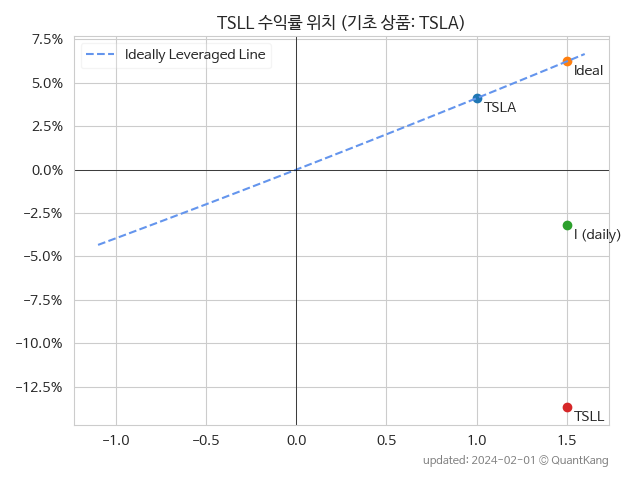 TSLL 수익률 위치 (기초 상품: TSLA)
Ideally Leveraged Line
7.5%
5.0%
2.5%
0.0%
−2.5%
−5.0%
−7.5%
−10.0%
−12.5%
Ideal
TSLA
I (daily)
TSLL
−1.0 −0.5 0.0 0.5 1.0 1.5
updated: 2024-02-01 © QuantKang